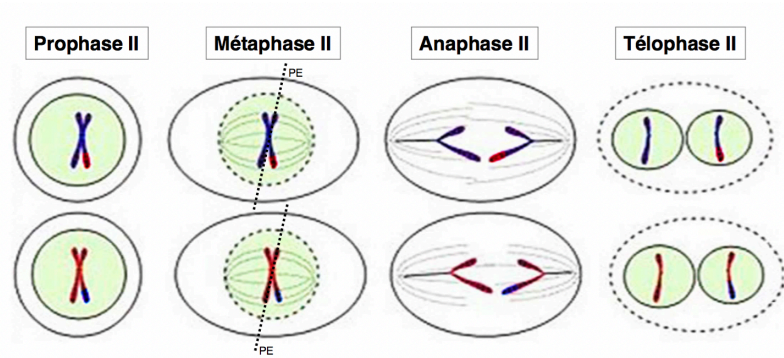 Prophase II
Métaphase II
Anaphase II
Télophase II
PE
PE